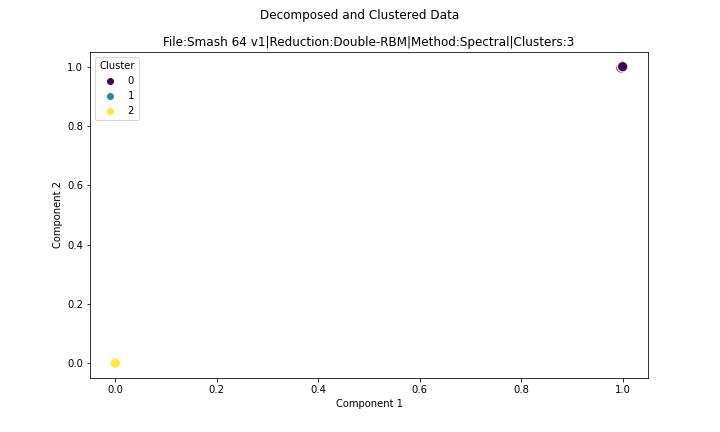 Decomposed and Clustered Data
File:Smash 64 v1|Reduction:Double-RBM|Method:Spectral|Clusters:3
Cluster
0
1
2
1.0
0.8
0.6
0.4
0.2
0.0
Component 2
0.0 0.2 0.4 0.6 0.8 1.0
Component 1